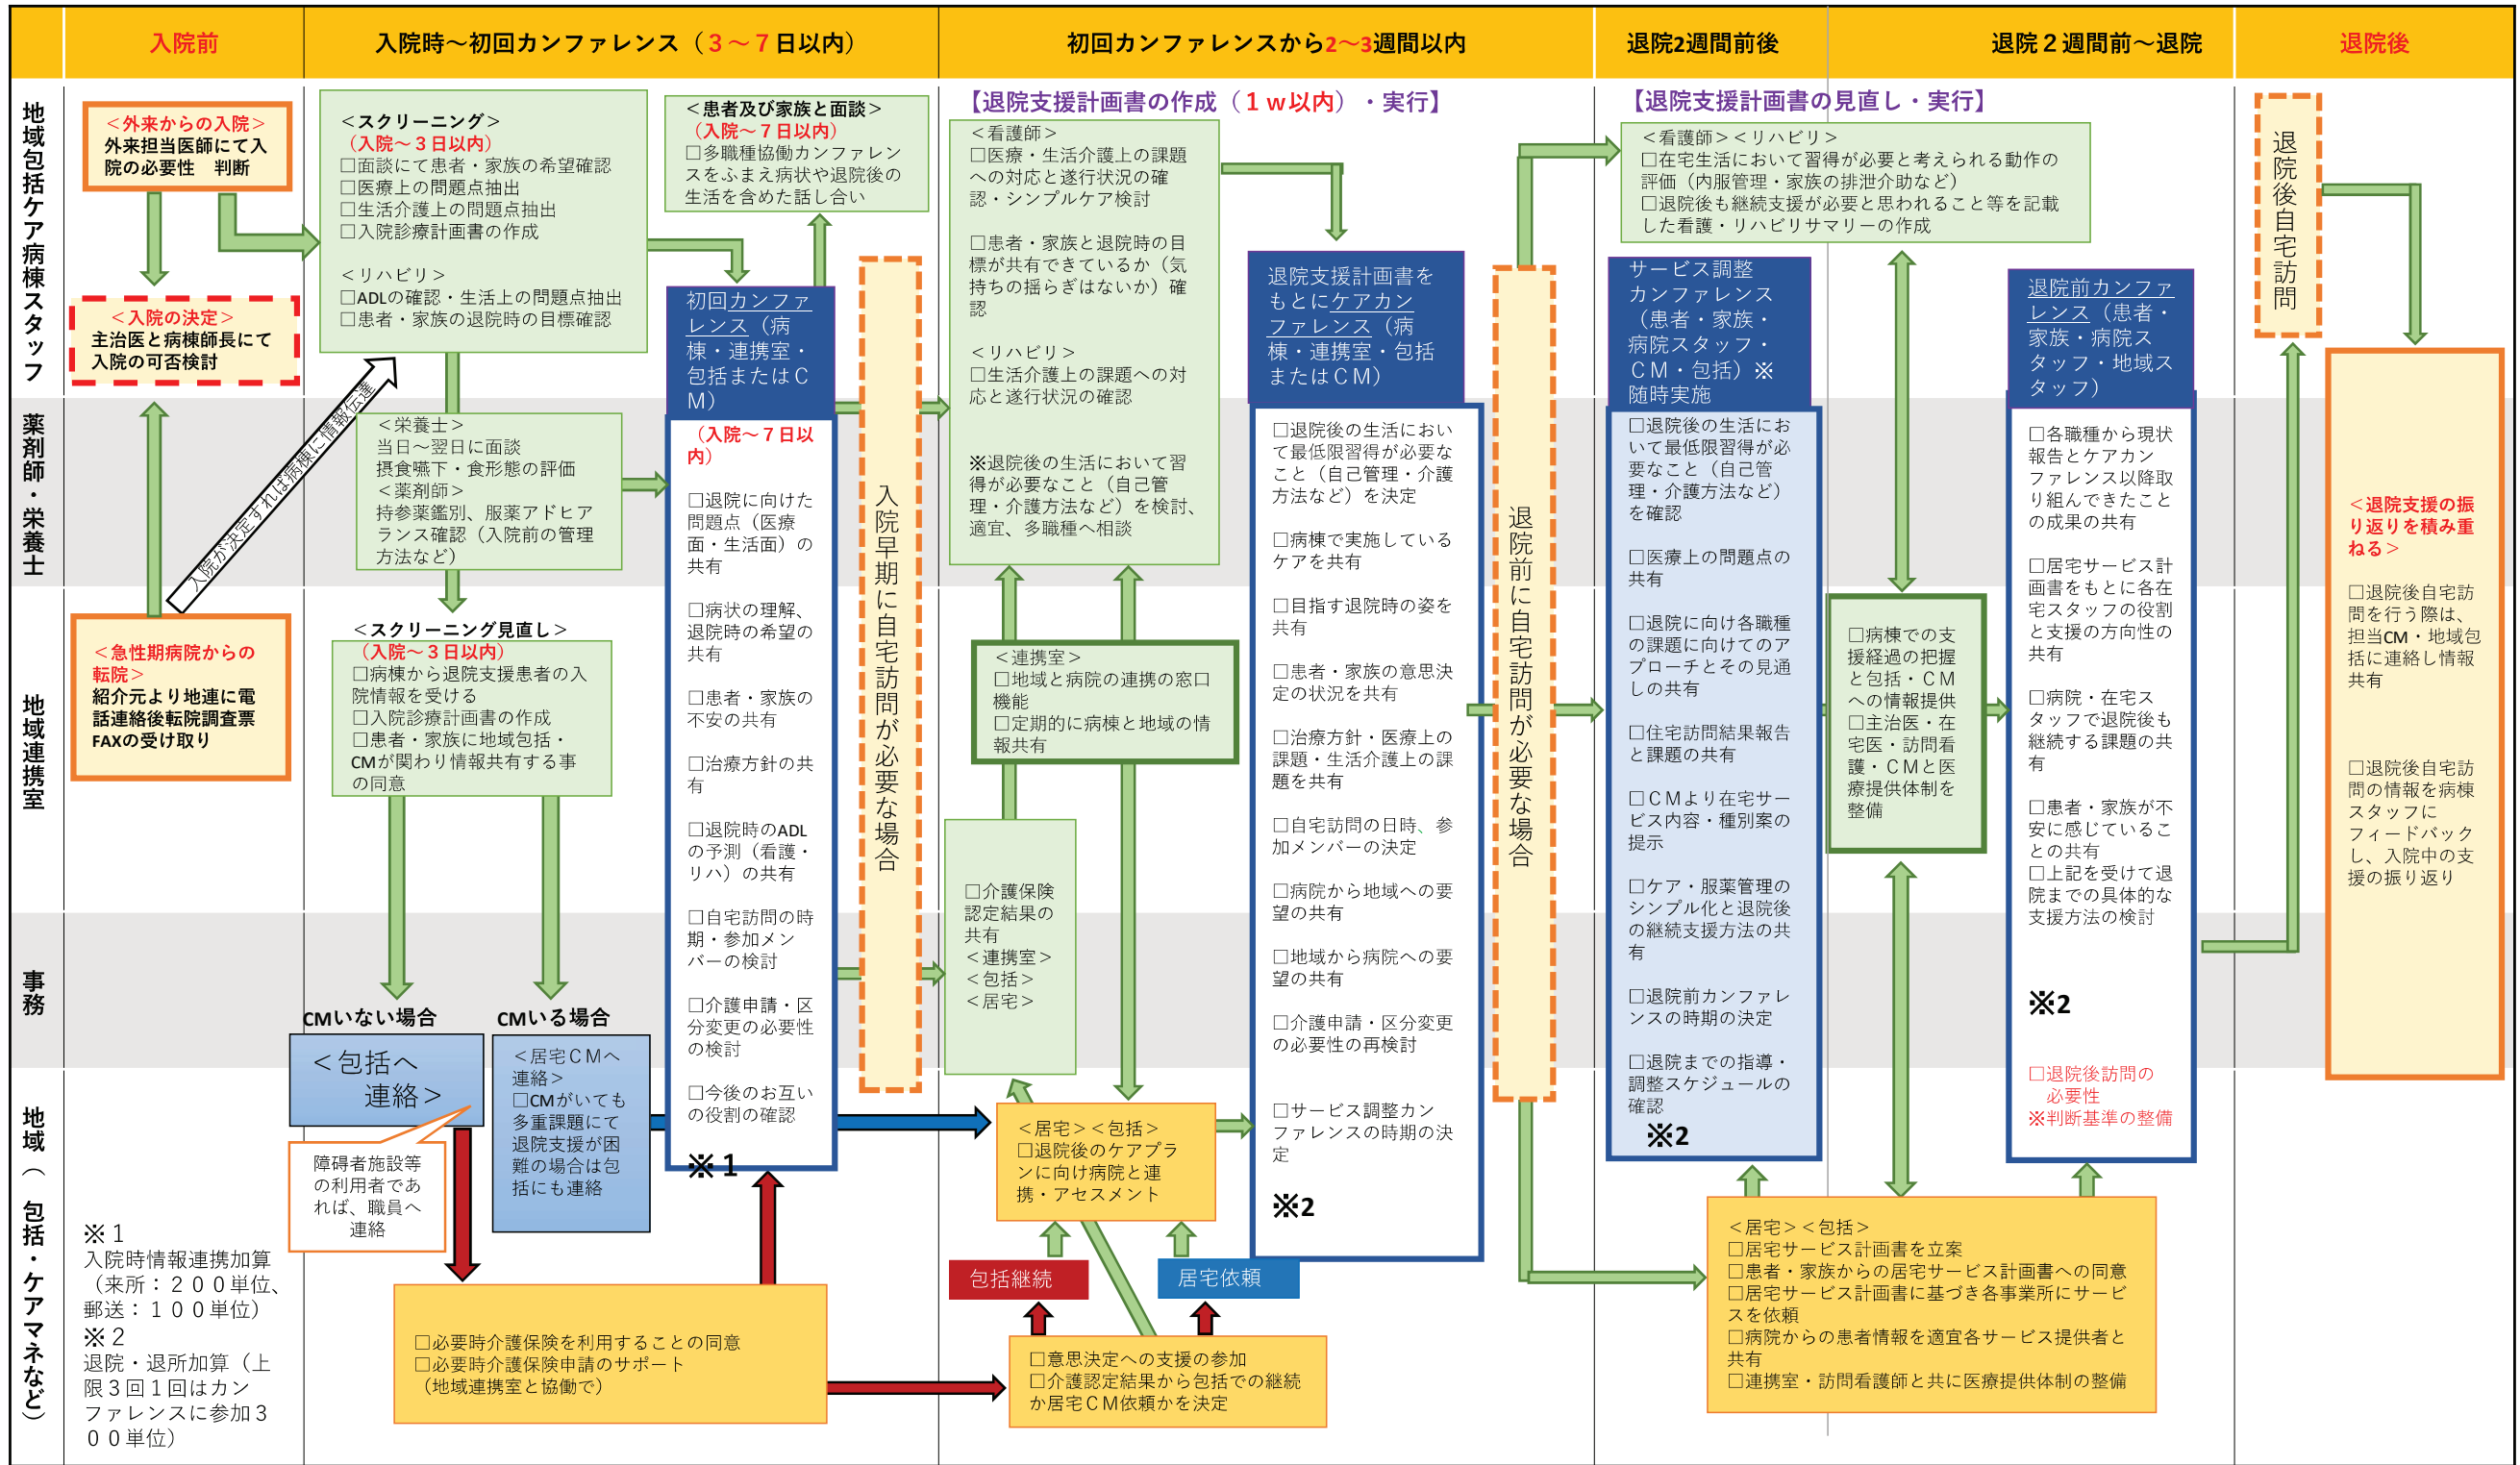 入院前
入院時～初回カンファレンス（３～７日以内）
初回カンファレンスから2～3週間以内
退院2週間前後
退院２週間前～退院
退院後
地域包括ケア病棟スタッフ
薬剤師・栄養士
地域連携室
事務
地域（ 包括・ケアマネなど）
＜外来からの入院＞
外来担当医師にて入
院の必要性　判断
＜入院の決定＞
主治医と病棟師長にて
入院の可否検討
＜急性期病院からの
転院＞
紹介元より地連に電
話連絡後転院調査票
FAXの受け取り
入院が決定すれば病棟に情報伝達
※１
入院時情報連携加算
（来所：２００単位、
郵送：１００単位）
※２
退院・退所加算（上
限３回１回はカン
ファレンスに参加３
００単位）
＜スクリーニング＞
（入院～３日以内）
□面談にて患者・家族の希望確認
□医療上の問題点抽出
□生活介護上の問題点抽出
□入院診療計画書の作成
＜リハビリ＞
□ADLの確認・生活上の問題点抽出
□患者・家族の退院時の目標確認
＜栄養士＞
当日～翌日に面談
摂食嚥下・食形態の評価
＜薬剤師＞
持参薬鑑別、服薬アドヒア
ランス確認（入院前の管理
方法など）
＜スクリーニング見直し＞
（入院～３日以内）
□病棟から退院支援患者の入
院情報を受ける
□入院診療計画書の作成
□患者・家族に地域包括・
CMが関わり情報共有する事
の同意
CMいない場合
CMいる場合
＜包括へ
連絡＞
障碍者施設等
の利用者であ
れば、職員へ
連絡
＜居宅ＣＭへ
連絡＞
□CMがいても
多重課題にて
退院支援が困
難の場合は包
括にも連絡
□必要時介護保険を利用することの同意
□必要時介護保険申請のサポート
（地域連携室と協働で）
＜患者及び家族と面談＞
（入院～７日以内）
□多職種協働カンファレン
スをふまえ病状や退院後の
生活を含めた話し合い
初回カンファ
レンス（病
棟・連携室・
包括またはＣ
Ｍ）
（入院～７日以
内）
□退院に向けた
問題点（医療
面・生活面）の
共有
□病状の理解、
退院時の希望の
共有
□患者・家族の
不安の共有
□治療方針の共
有
□退院時のADL
の予測（看護・
リハ）の共有
□自宅訪問の時
期・参加メン
バーの検討
□介護申請・区
分変更の必要性
の検討
□今後のお互い
の役割の確認
※１
入院早期に自宅訪問が必要な場合
【退院支援計画書の作成（１ｗ以内）・実行】
＜看護師＞
□医療・生活介護上の課題
への対応と遂行状況の確
認・シンプルケア検討
□患者・家族と退院時の目
標が共有できているか（気
持ちの揺らぎはないか）確
認
＜リハビリ＞
□生活介護上の課題への対
応と遂行状況の確認
※退院後の生活において習
得が必要なこと（自己管
理・介護方法など）を検討、
適宜、多職種へ相談
＜連携室＞
□地域と病院の連携の窓口
機能
□定期的に病棟と地域の情
報共有
□介護保険
認定結果の
共有
＜連携室＞
＜包括＞
＜居宅＞
＜居宅＞＜包括＞
□退院後のケアプラ
ンに向け病院と連
携・アセスメント
包括継続
居宅依頼
□意思決定への支援の参加
□介護認定結果から包括での継続
か居宅ＣＭ依頼かを決定
退院支援計画書を
もとにケアカン
ファレンス（病
棟・連携室・包括
またはCM）
□退院後の生活におい
て最低限習得が必要な
こと（自己管理・介護
方法など）を決定
□病棟で実施している
ケアを共有
□目指す退院時の姿を
共有
□患者・家族の意思決
定の状況を共有
□治療方針・医療上の
課題・生活介護上の課
題を共有
□自宅訪問の日時、参
加メンバーの決定
□病院から地域への要
望の共有
□地域から病院への要
望の共有
□介護申請・区分変更
の必要性の再検討
□サービス調整カン
ファレンスの時期の決
定
※2
退院前に自宅訪問が必要な場合
【退院支援計画書の見直し・実行】
＜看護師＞＜リハビリ＞
□在宅生活において習得が必要と考えられる動作の
評価（内服管理・家族の排泄介助など）
□退院後も継続支援が必要と思われること等を記載
した看護・リハビリサマリーの作成
サービス調整
カンファレンス
（患者・家族・
病院スタッフ・
ＣＭ・包括）※
随時実施
□退院後の生活にお
いて最低限習得が必
要なこと（自己管
理・介護方法など）
を確認
□医療上の問題点の
共有
□退院に向け各職種
の課題に向けてのア
プローチとその見通
しの共有
□住宅訪問結果報告
と課題の共有
□ＣＭより在宅サー
ビス内容・種別案の
提示
□ケア・服薬管理の
シンプル化と退院後
の継続支援方法の共
有
□退院前カンファレ
ンスの時期の決定
□退院までの指導・
調整スケジュールの
確認
※2
□病棟での支
援経過の把握
と包括・ＣＭ
への情報提供
□主治医・在
宅医・訪問看
護・ＣＭと医
療提供体制を
整備
退院前カンファ
レンス（患者・
家族・病院ス
タッフ・地域ス
タッフ）
□各職種から現状
報告とケアカン
ファレンス以降取
り組んできたこと
の成果の共有
□居宅サービス計
画書をもとに各在
宅スタッフの役割
と支援の方向性の
共有
□病院・在宅ス
タッフで退院後も
継続する課題の共
有
□患者・家族が不
安に感じているこ
との共有
□上記を受けて退
院までの具体的な
支援方法の検討
※2
□退院後訪問の
必要性
※判断基準の整備
＜居宅＞＜包括＞
□居宅サービス計画書を立案
□患者・家族からの居宅サービス計画書への同意
□居宅サービス計画書に基づき各事業所にサービ
スを依頼
□病院からの患者情報を適宜各サービス提供者と
共有
□連携室・訪問看護師と共に医療提供体制の整備
退院後自宅訪問
＜退院支援の振
り返りを積み重
ねる＞
□退院後自宅訪
問を行う際は、
担当CM・地域包
括に連絡し情報
共有
□退院後自宅訪
問の情報を病棟
スタッフに
フィードバック
し、入院中の支
援の振り返り